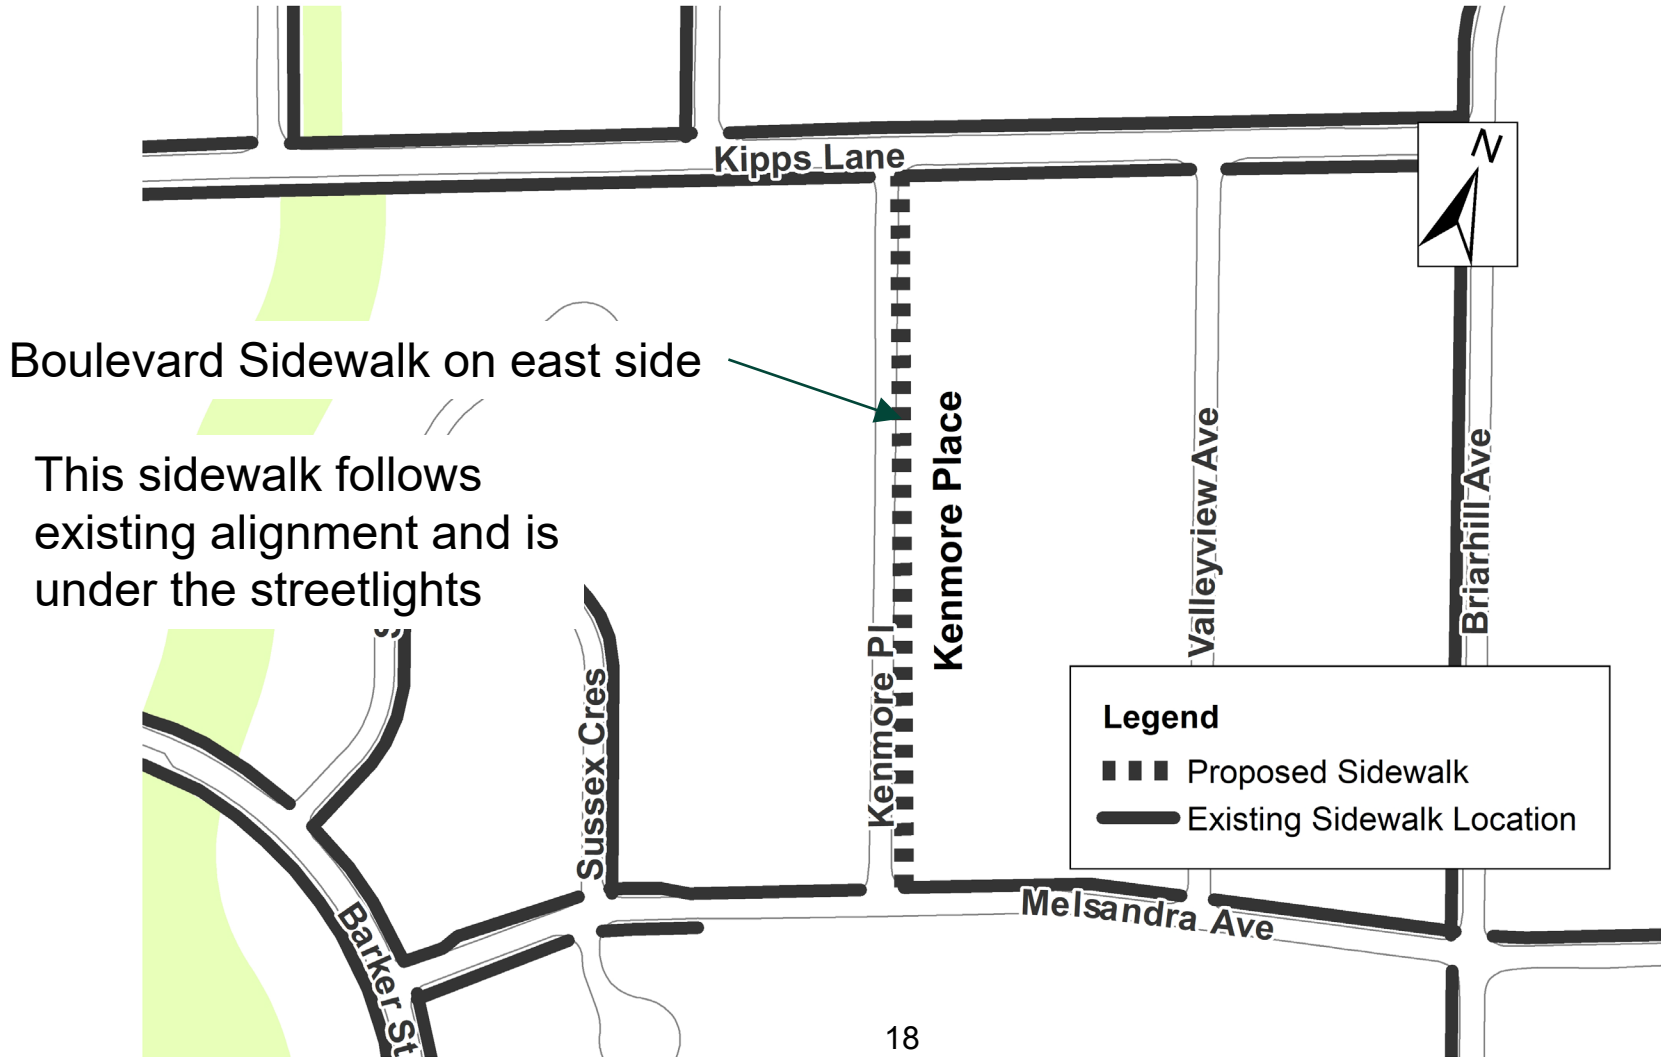 Kipps Lane
N
Boulevard Sidewalk on east side
This sidewalk follows
existing alignment and is
under the streetlights
Kenmore Place
Kenmore Pl
Valleyview Ave
Briarhill Ave
Sussex Cres
Legend
Proposed Sidewalk
Existing Sidewalk Location
Melsandra Ave
Barker St
18